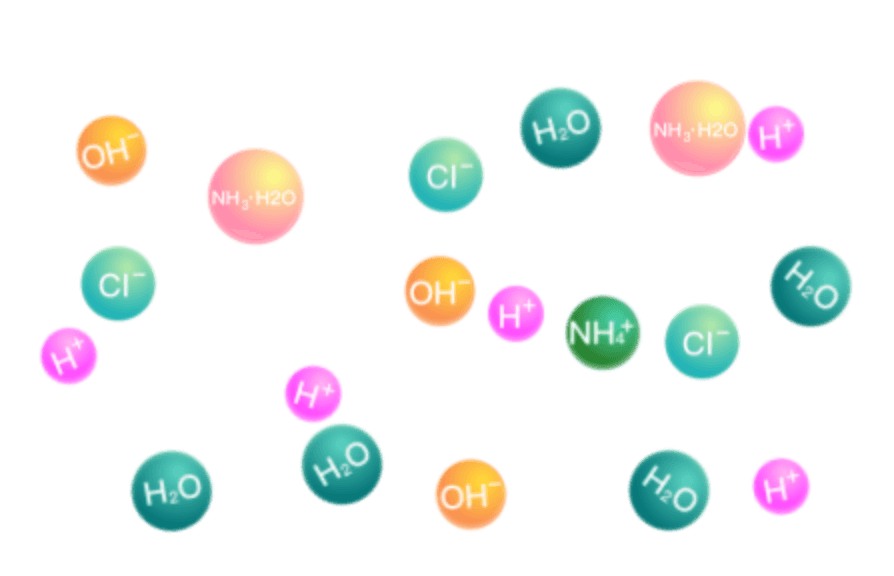 H₂O
NH₃·H2O
H⁺
OH⁻
Cl⁻
NH₃·H2O
Cl⁻
OH⁻
H⁺
NH₄⁺
Cl⁻
H₂O
H⁺
H⁺
H₂O
H₂O
OH⁻
H₂O
H⁺